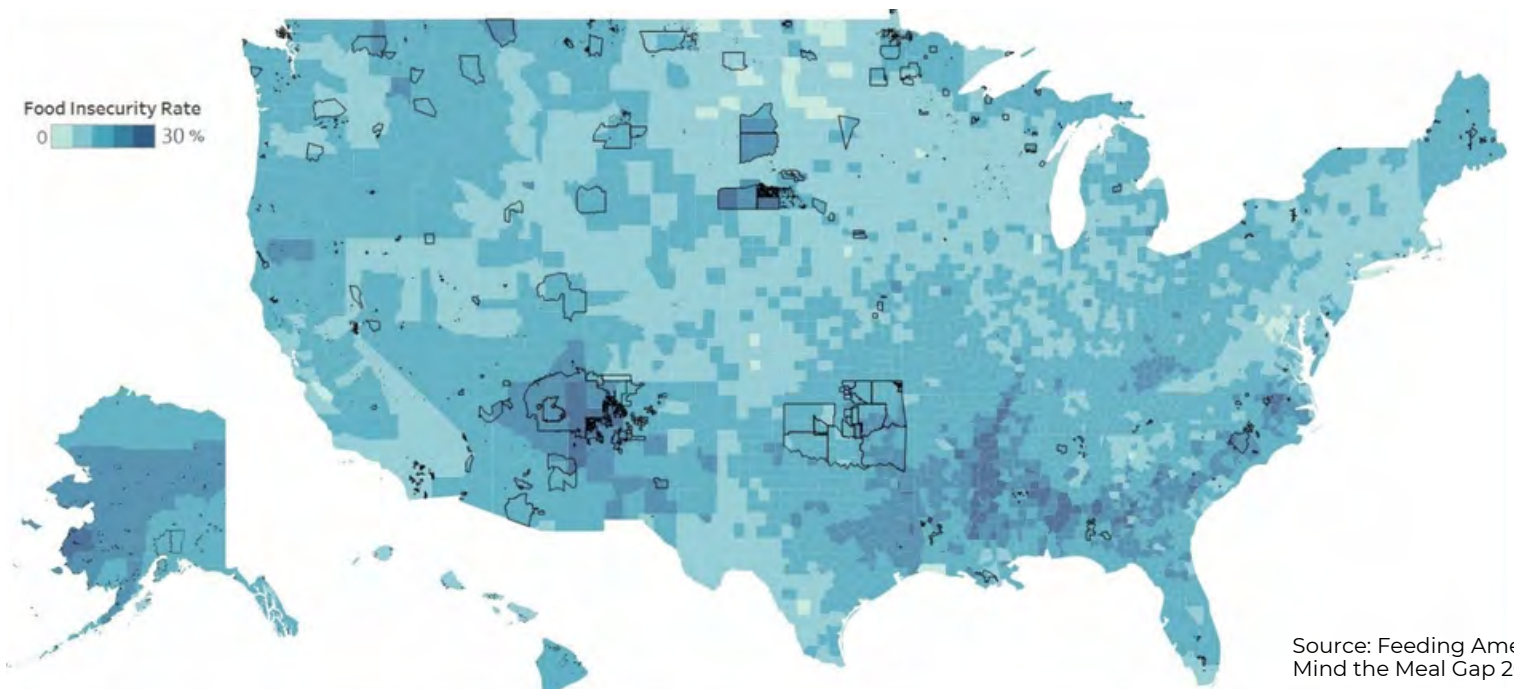 Food Insecurity Rate
0 30 %
Source: Feeding Ame
Mind the Meal Gap 2